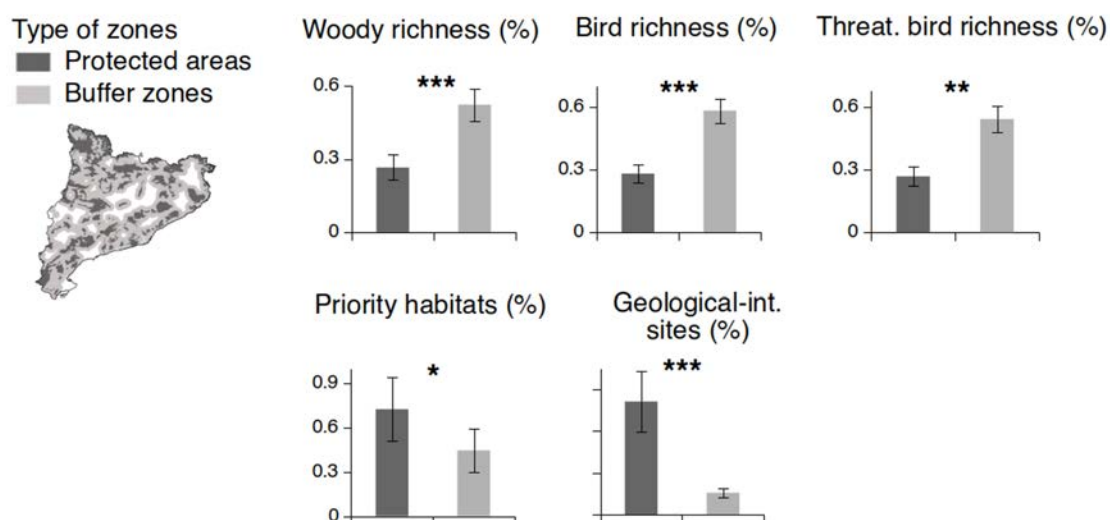 Type of zones
Protected areas
Buffer zones
Woody richness (%)
0.6
0.3
0
***
Bird richness (%)
0.6
0.3
0
***
Threat. bird richness (%)
0.6
0.3
0
**
Priority habitats (%)
0.9
0.6
0.3
0
*
Geological-int.
sites (%)
***